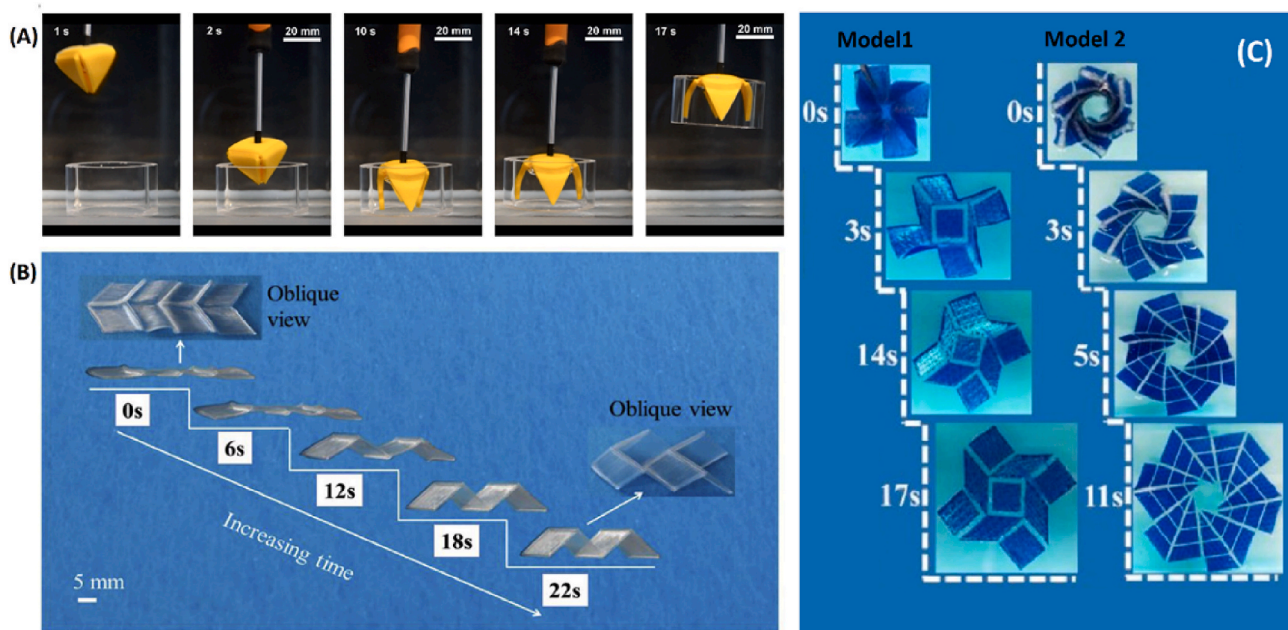 (A)
1 s
2 s
20 mm
10 s
20 mm
14 s
20 mm
17 s
20 mm
(B)
Oblique
view
0s
6s
12s
18s
22s
Oblique view
Increasing time
5 mm
(C)
Model1
Model 2
0s
3s
14s
17s
0s
3s
5s
11s